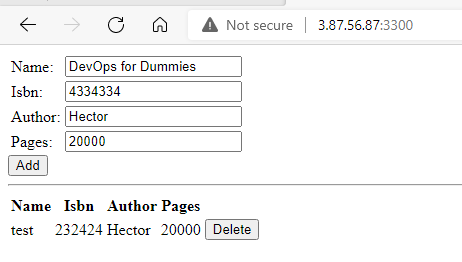 Not secure | 3.87.56.87:3300
Name: DevOps for Dummies
Isbn: 4334334
Author: Hector
Pages: 20000
Add
Name Isbn Author Pages
test 232424 Hector 20000 Delete